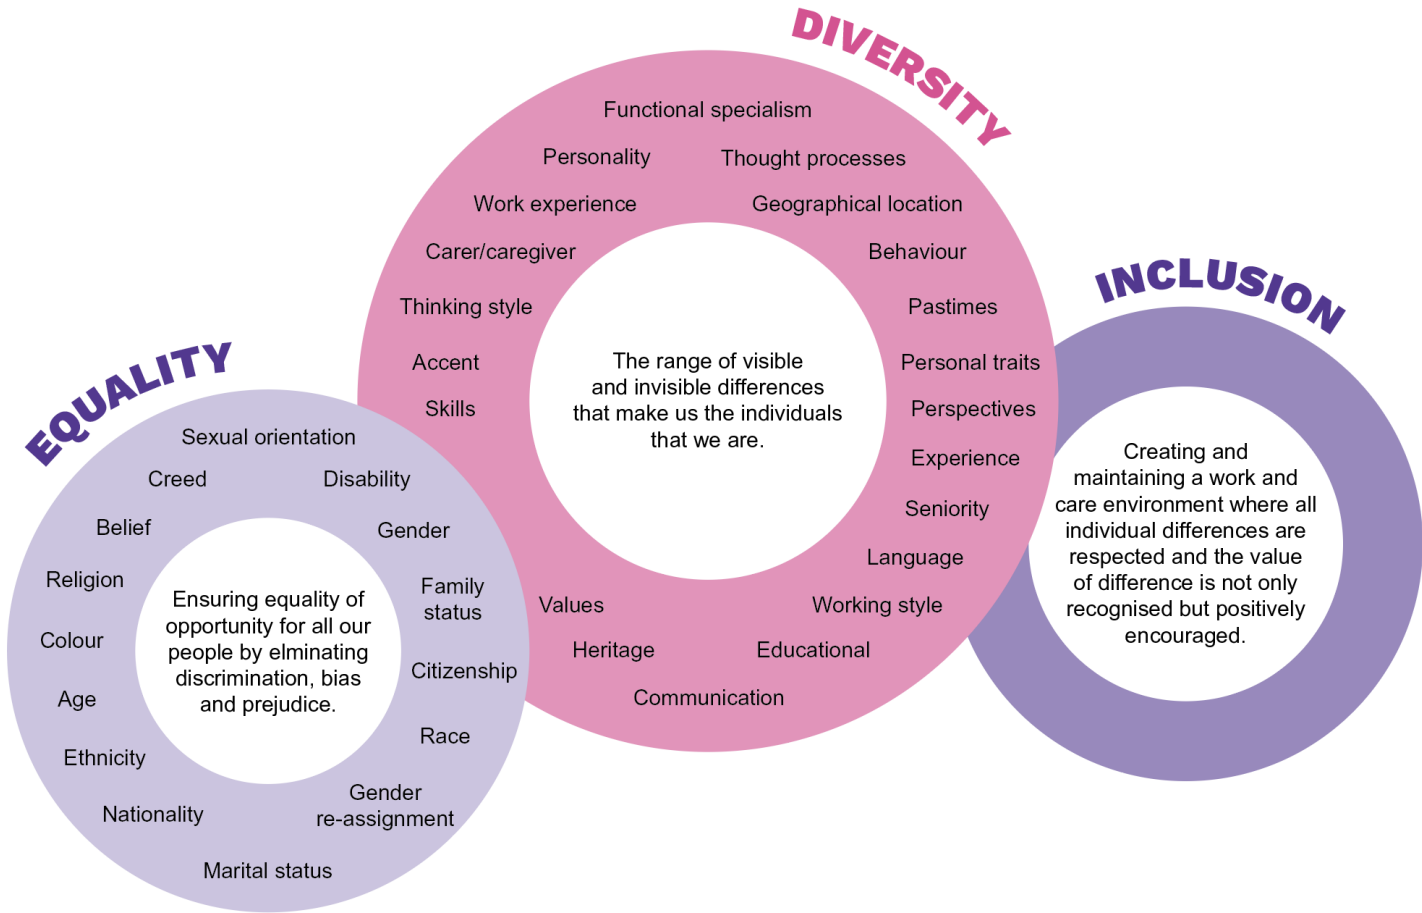 DIVERSITY
Functional specialism
Personality
Thought processes
Work experience
Geographical location
Carer/caregiver
Behaviour
Thinking style
Pastimes
Accent
Personal traits
Skills
Perspectives
Experience
Seniority
Language
Values
Working style
Heritage
Educational
Communication
The range of visible
and invisible differences
that make us the individuals
that we are.
INCLUSION
Creating and
maintaining a work and
care environment where all
individual differences are
respected and the value
of difference is not only
recognised but positively
encouraged.
EQUALITY
Sexual orientation
Creed
Disability
Belief
Gender
Religion
Family
status
Colour
Citizenship
Age
Race
Ethnicity
Gender
re-assignment
Nationality
Marital status
Ensuring equality of
opportunity for all our
people by elminating
discrimination, bias
and prejudice.